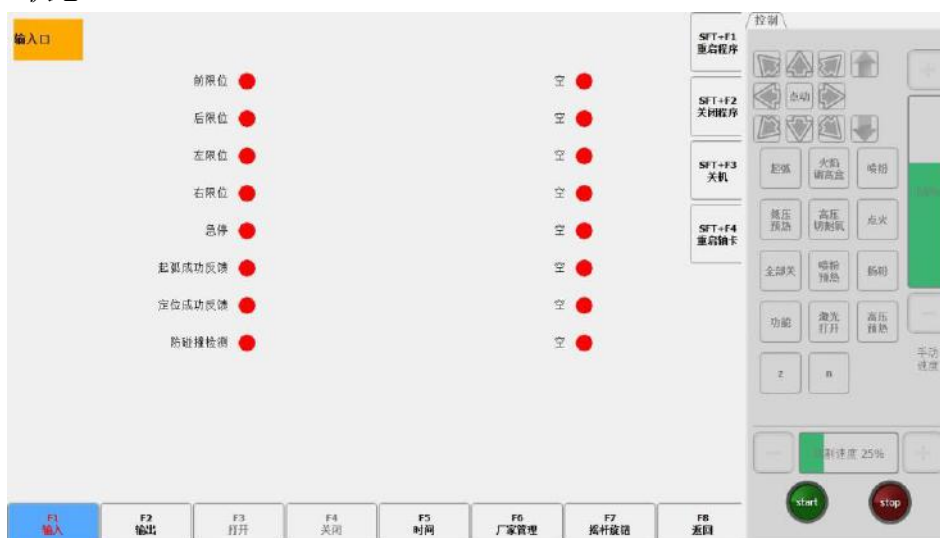 输入口
前限位
空
后限位
空
左限位
空
右限位
空
急停
空
起弧成功反馈
空
定位成功反馈
空
防碰撞检测
空
SFT+F1
重启程序
SFT+F2
关闭程序
SFT+F3
关机
SFT+F4
重启轴卡
控制
点动
起弧
火焰
调高盒
喷粉
低压
预热
高压
切割氧
点火
全部关
喷粉
预热
功能
激光
打开
高压
预热
手动
速度
z
n
速度 25%
start
stop
F1
输入
F2
输出
F3
打开
F4
关闭
F5
时间
F6
厂家管理
F7
摇杆旋钮
F8
返回